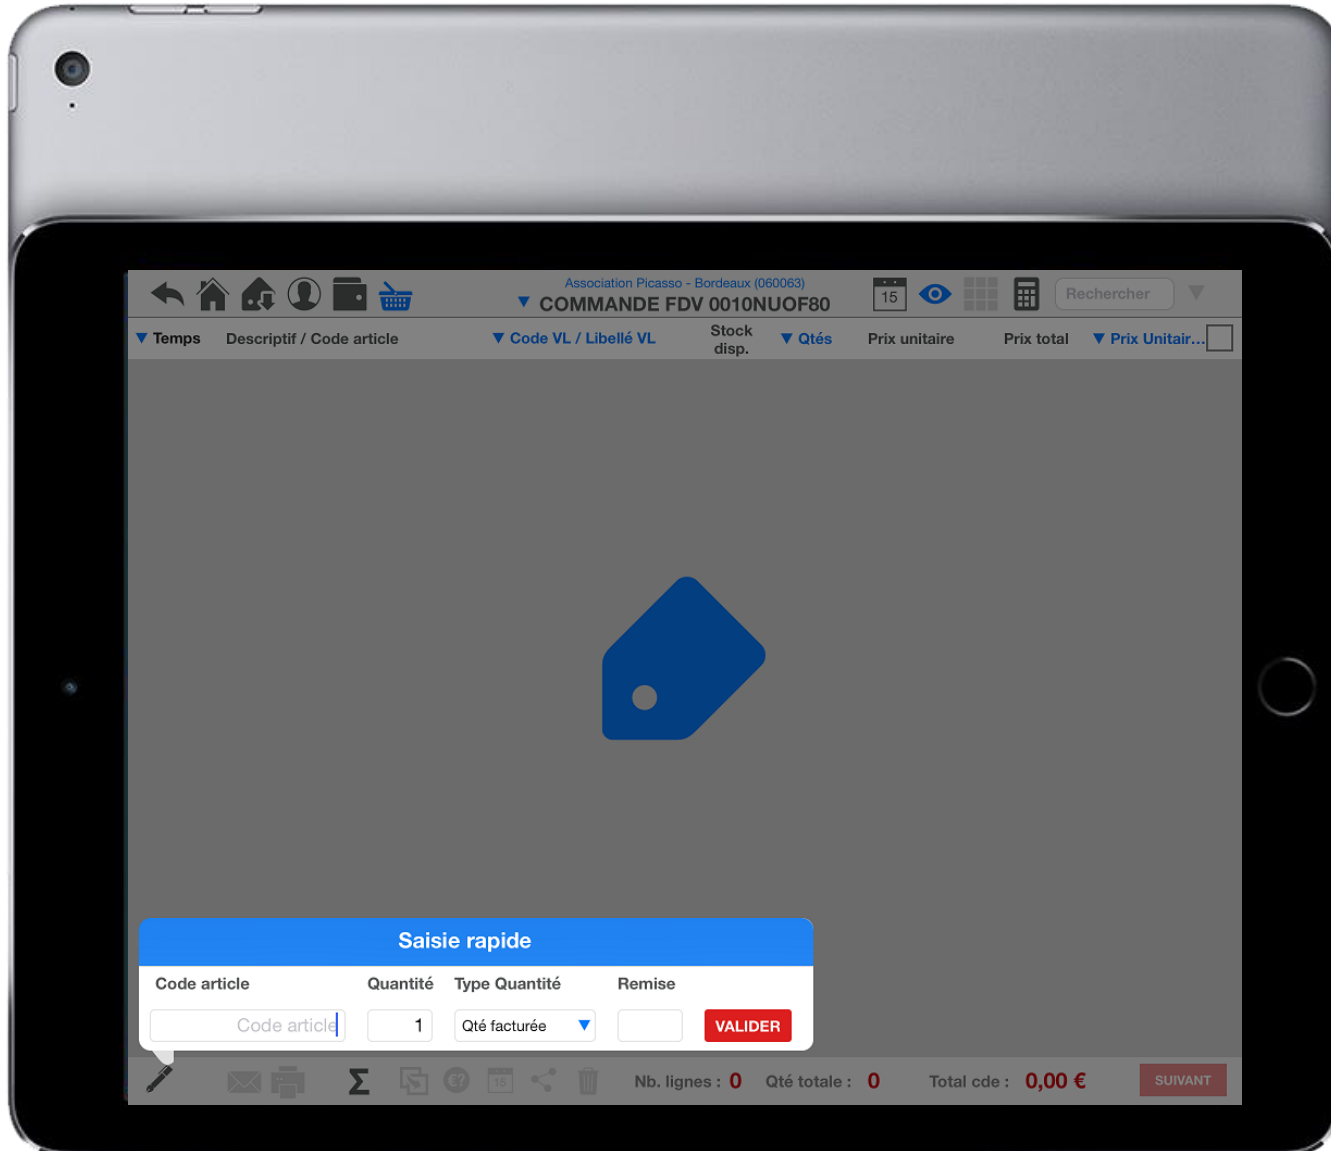 Association Picasso - Bordeaux (060063)
▼ COMMANDE FDV 0010NUOF80
15
Rechercher
▼ Temps Descriptif / Code article ▼ Code VL / Libellé VL Stock disp. ▼ Qtés Prix unitaire Prix total ▼ Prix Unitair...
Saisie rapide
Code article Quantité Type Quantité Remise
Code article 1 Qté facturée ▼ VALIDER
Σ €? 15 Nb. lignes : 0 Qté totale : 0 Total cde : 0,00 € SUIVANT